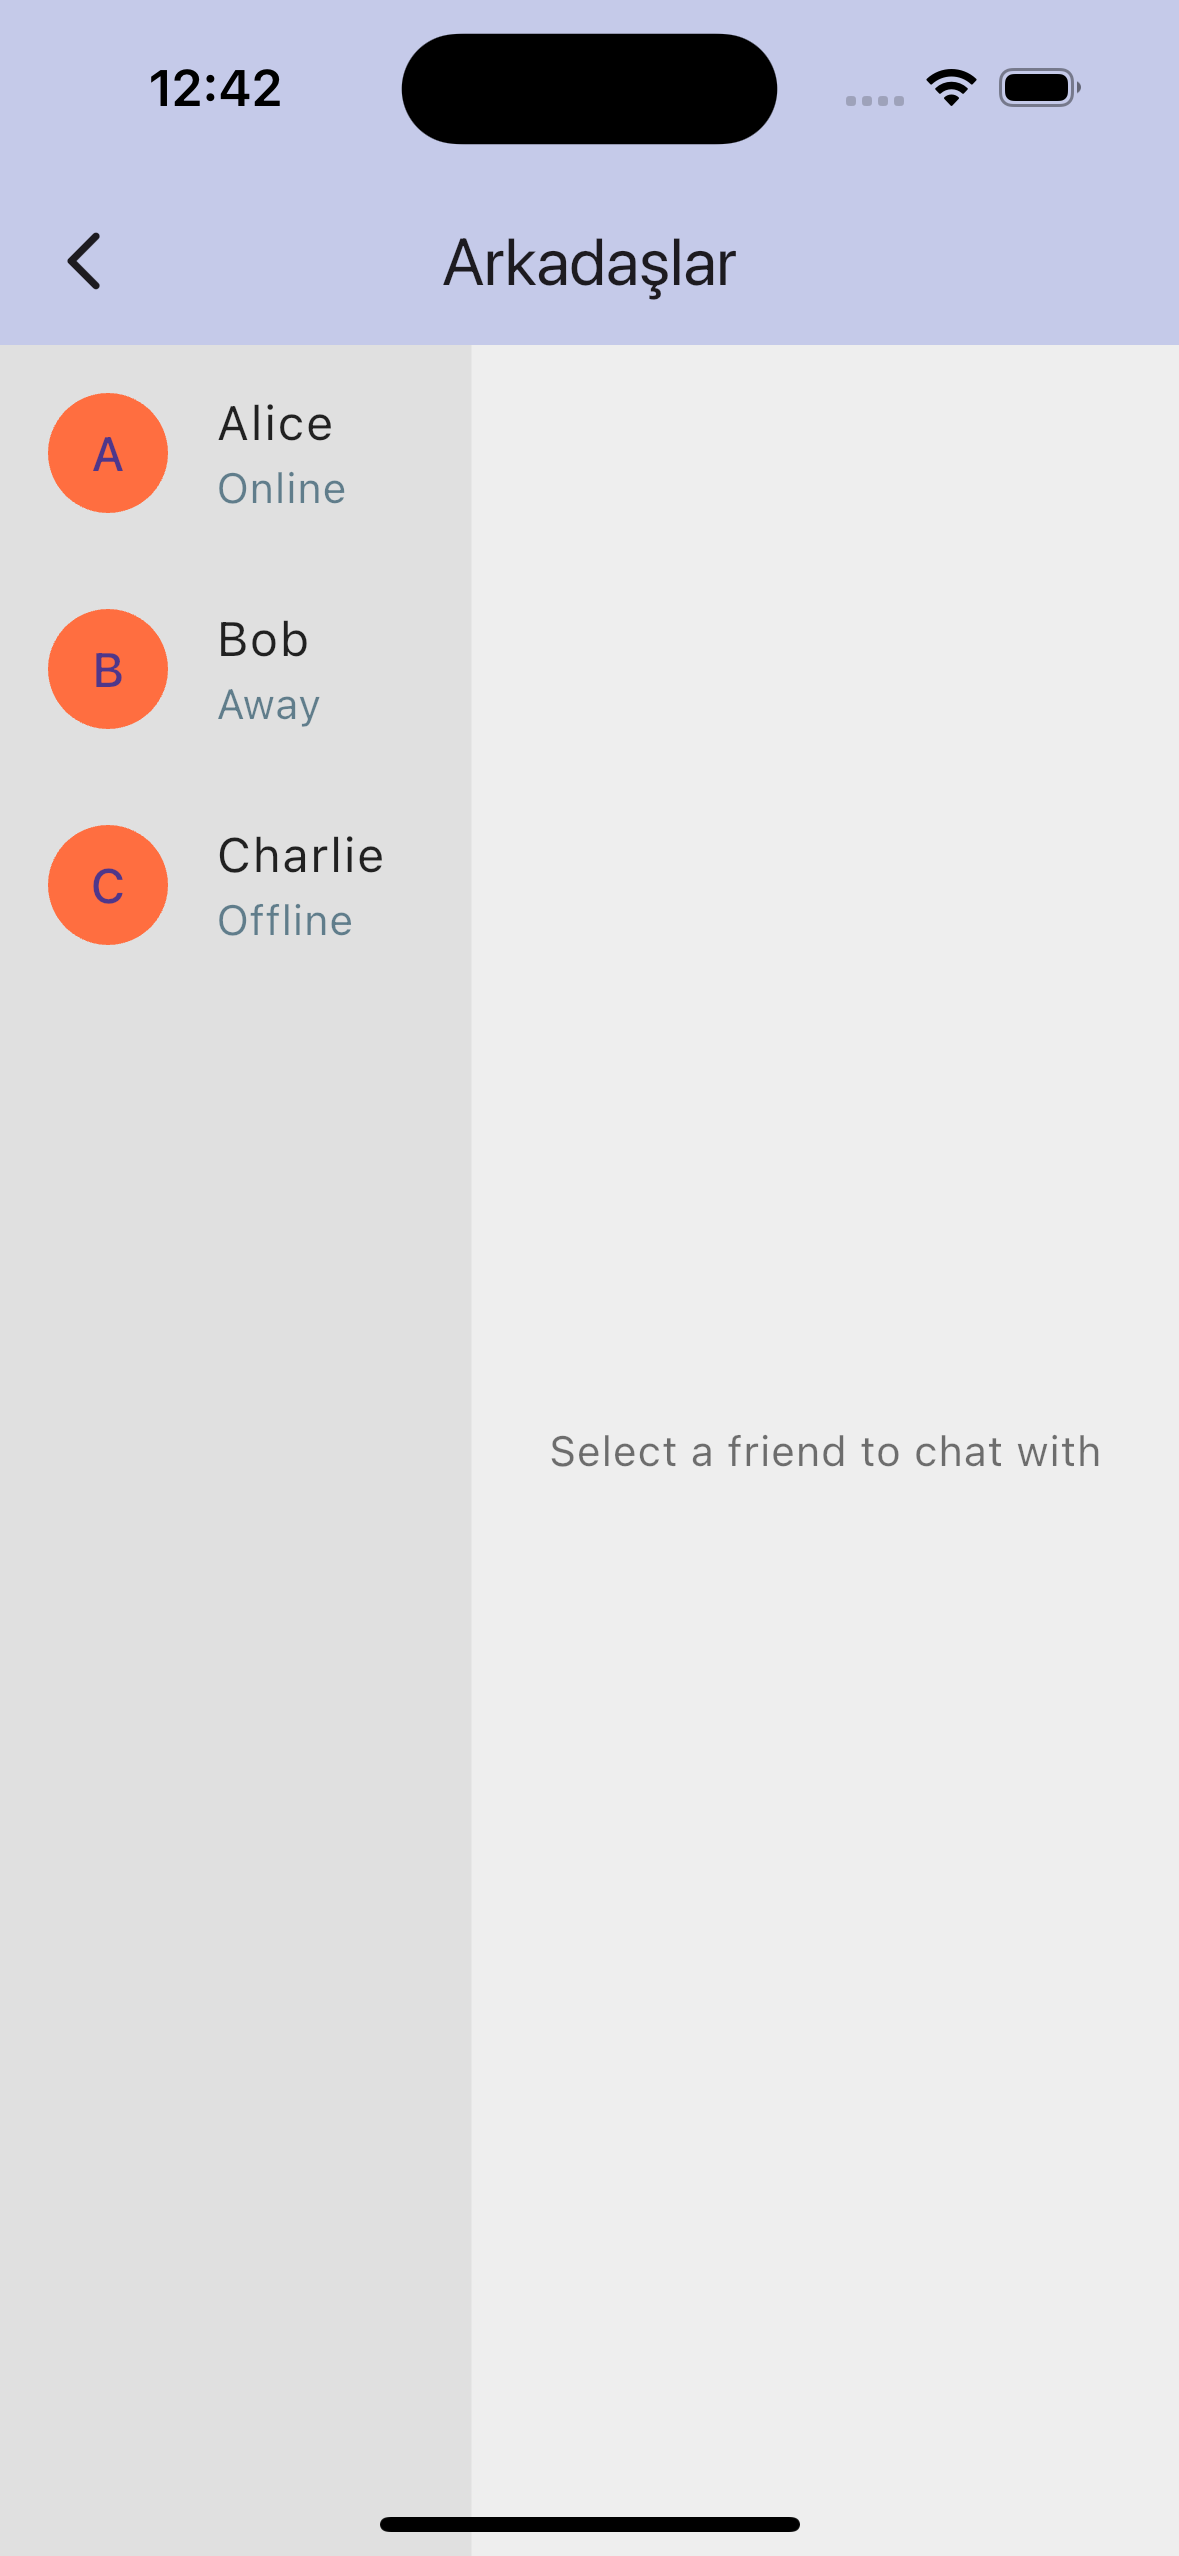 12:42
Arkadaşlar
A
Alice
Online
B
Bob
Away
C
Charlie
Offline
Select a friend to chat with